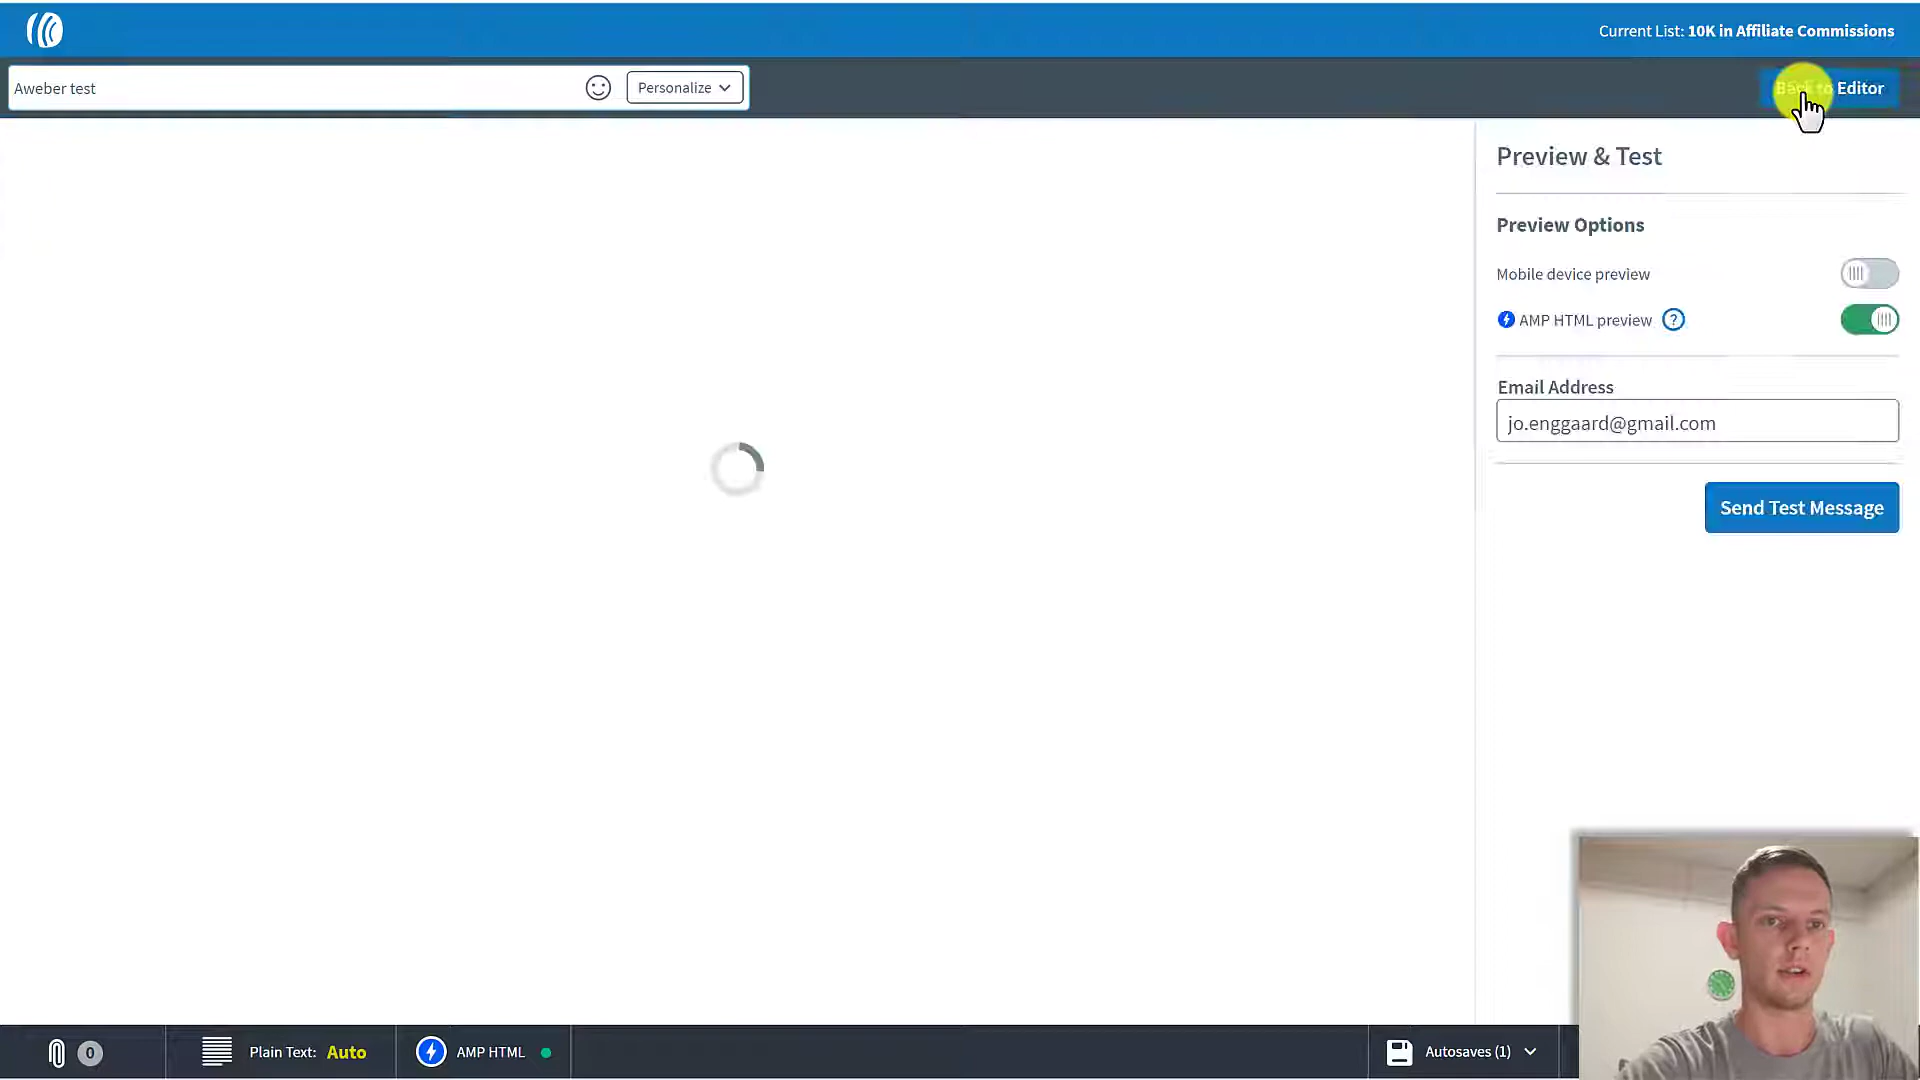 Current List: 10K in Affiliate Commissions
Aweber test
Personalize
Back to Editor
Preview & Test
Preview Options
Mobile device preview
AMP HTML preview ?
Email Address
jo.enggaard@gmail.com
Send Test Message
0
Plain Text: Auto
AMP HTML
Autosaves (1)